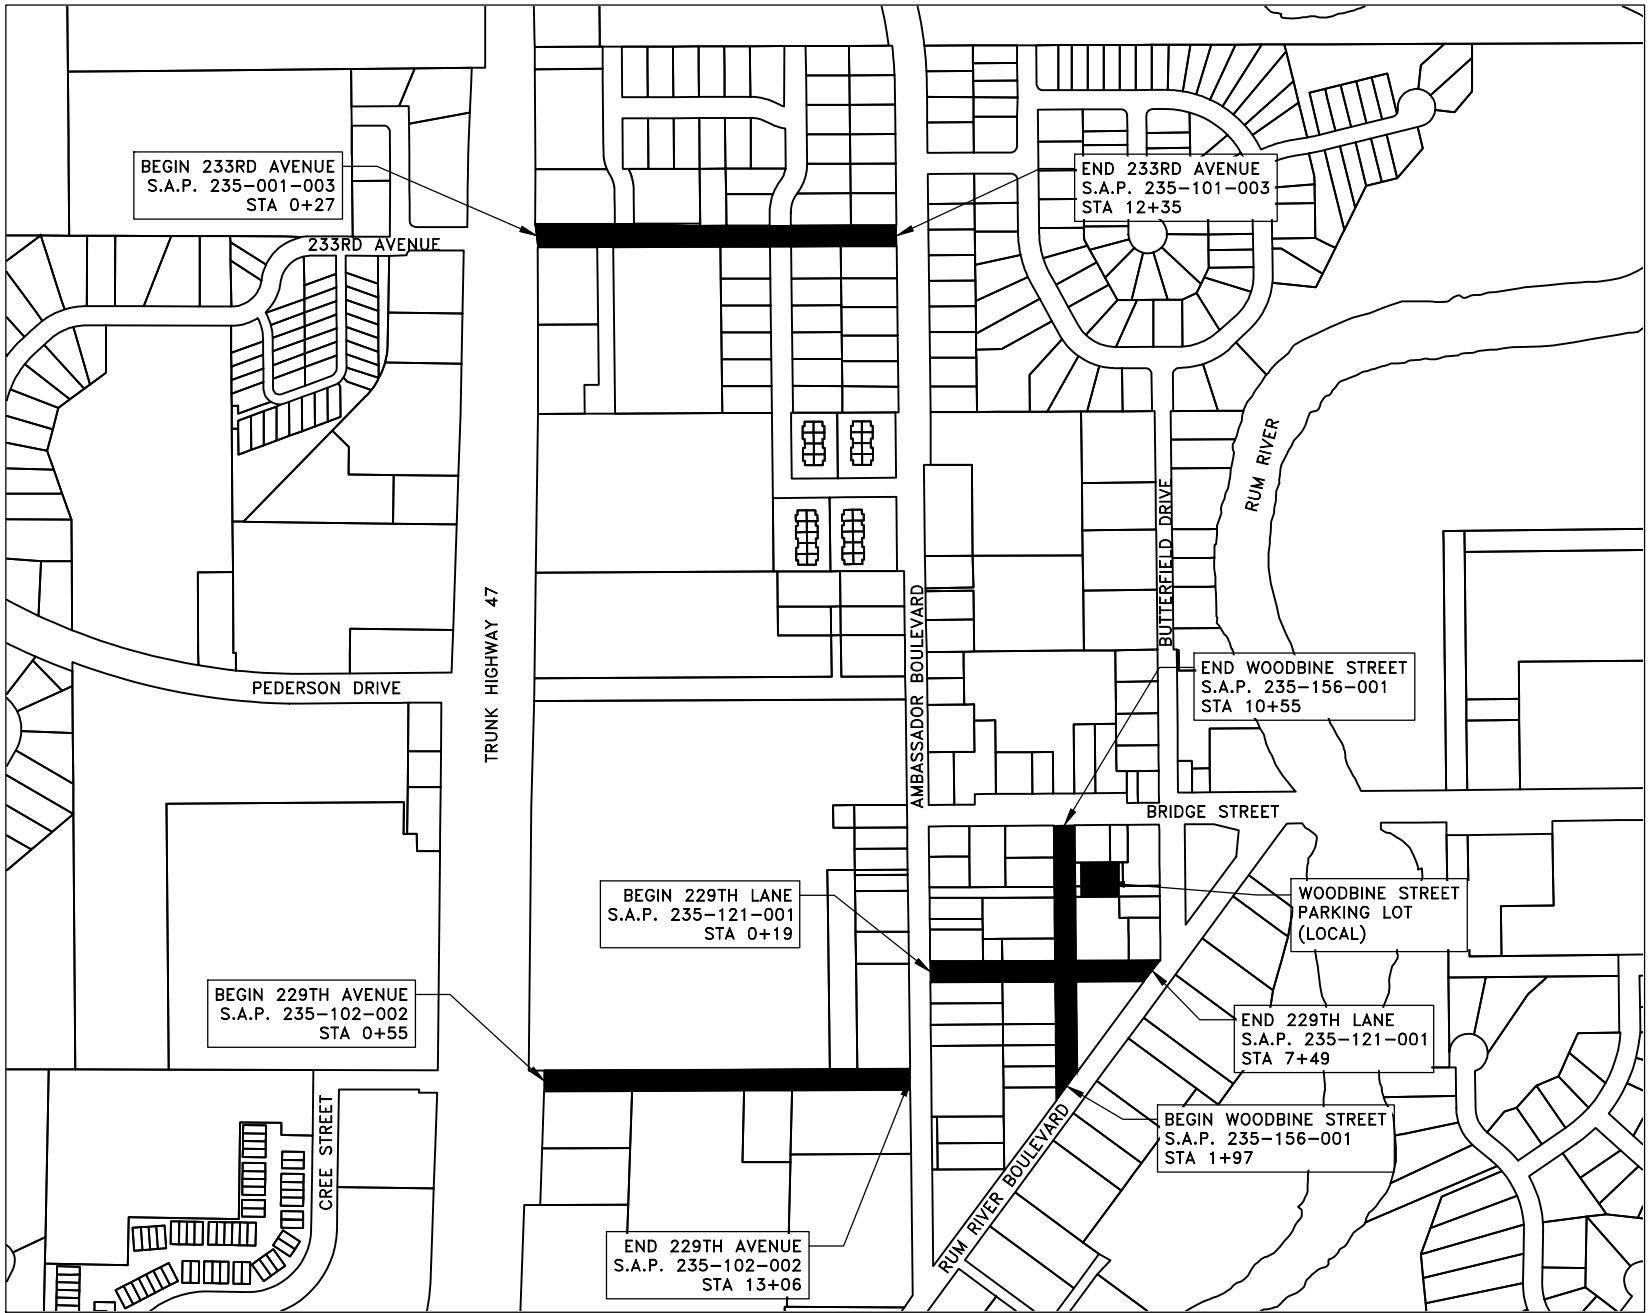 BEGIN 233RD AVENUE
S.A.P. 235-001-003
STA 0+27
END 233RD AVENUE
S.A.P. 235-101-003
STA 12+35
233RD AVENUE
RUM RIVER
BUTTERFIELD DRIVE
TRUNK HIGHWAY 47
AMBASSADOR BOULEVARD
PEDERSON DRIVE
END WOODBINE STREET
S.A.P. 235-156-001
STA 10+55
BRIDGE STREET
BEGIN 229TH LANE
S.A.P. 235-121-001
STA 0+19
WOODBINE STREET
PARKING LOT
(LOCAL)
BEGIN 229TH AVENUE
S.A.P. 235-102-002
STA 0+55
END 229TH LANE
S.A.P. 235-121-001
STA 7+49
CREE STREET
RUM RIVER BOULEVARD
BEGIN WOODBINE STREET
S.A.P. 235-156-001
STA 1+97
END 229TH AVENUE
S.A.P. 235-102-002
STA 13+06